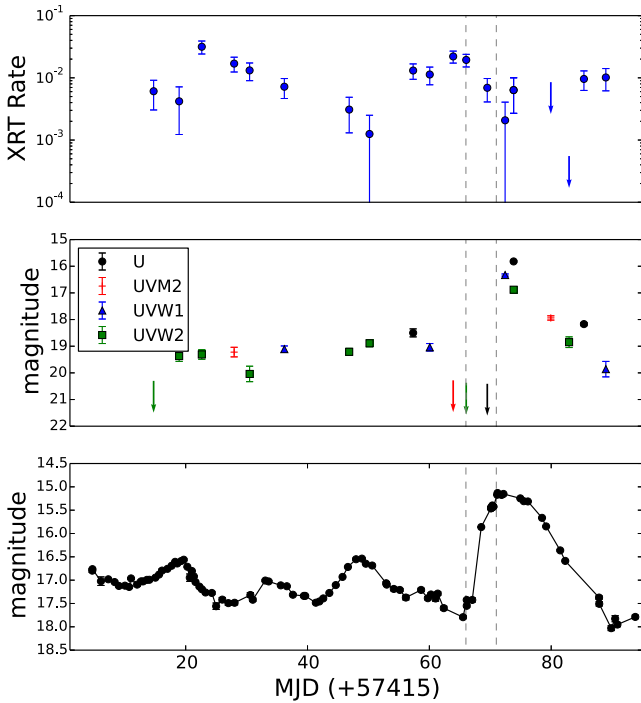 10⁻¹
10⁻²
10⁻³
10⁻⁴
XRT Rate
15
16
17
18
19
20
21
22
magnitude
U
UVM2
UVW1
UVW2
14.5
15.0
15.5
16.0
16.5
17.0
17.5
18.0
18.5
magnitude
20 40 60 80
MJD (+57415)